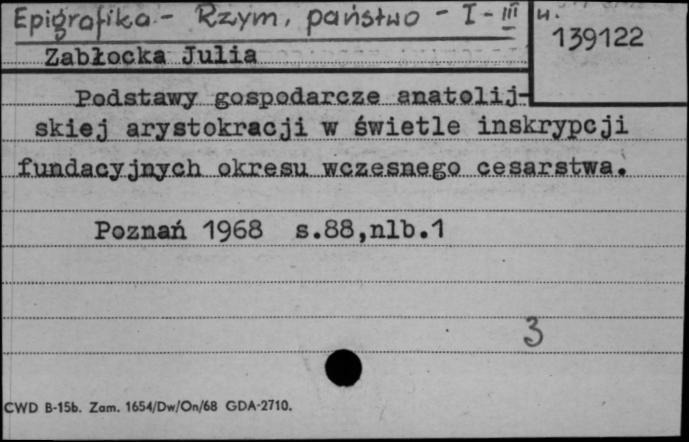 Epigrafika - Rzym, państwo - I - III w.
139122
Zabłocka Julia
Podstawy gospodarcze anatolij-
skiej arystokracji w świetle inskrypcji
fundacyjnych okresu wczesnego cesarstwa.
Poznań 1968 s.88,nlb.1
3
CWD B-15b. Zam. 1654/Dw/On/68 GDA-2710.